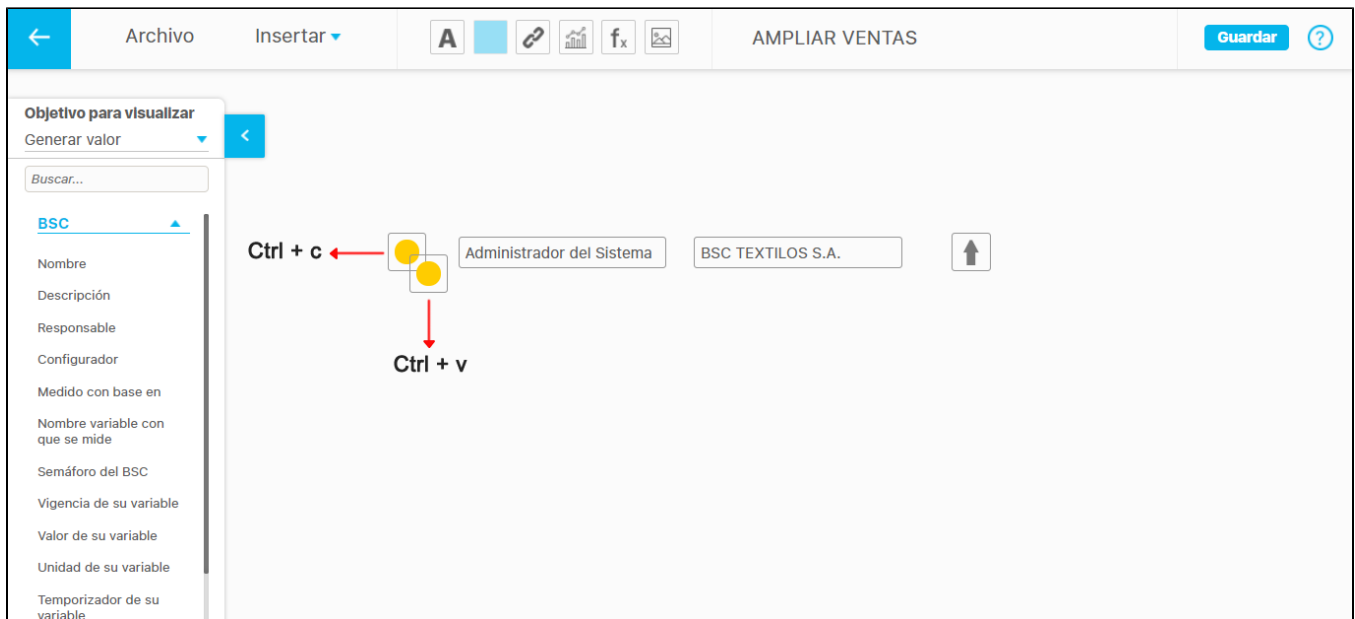 Archivo
Insertar
A
fx
AMPLIAR VENTAS
Guardar
?
Objetivo para visualizar
Generar valor
Buscar...
BSC
Nombre
Descripción
Responsable
Configurador
Medido con base en
Nombre variable con
que se mide
Semáforo del BSC
Vigencia de su variable
Valor de su variable
Unidad de su variable
Temporizador de su
variable
Ctrl + c
Administrador del Sistema
BSC TEXTILOS S.A.
Ctrl + v